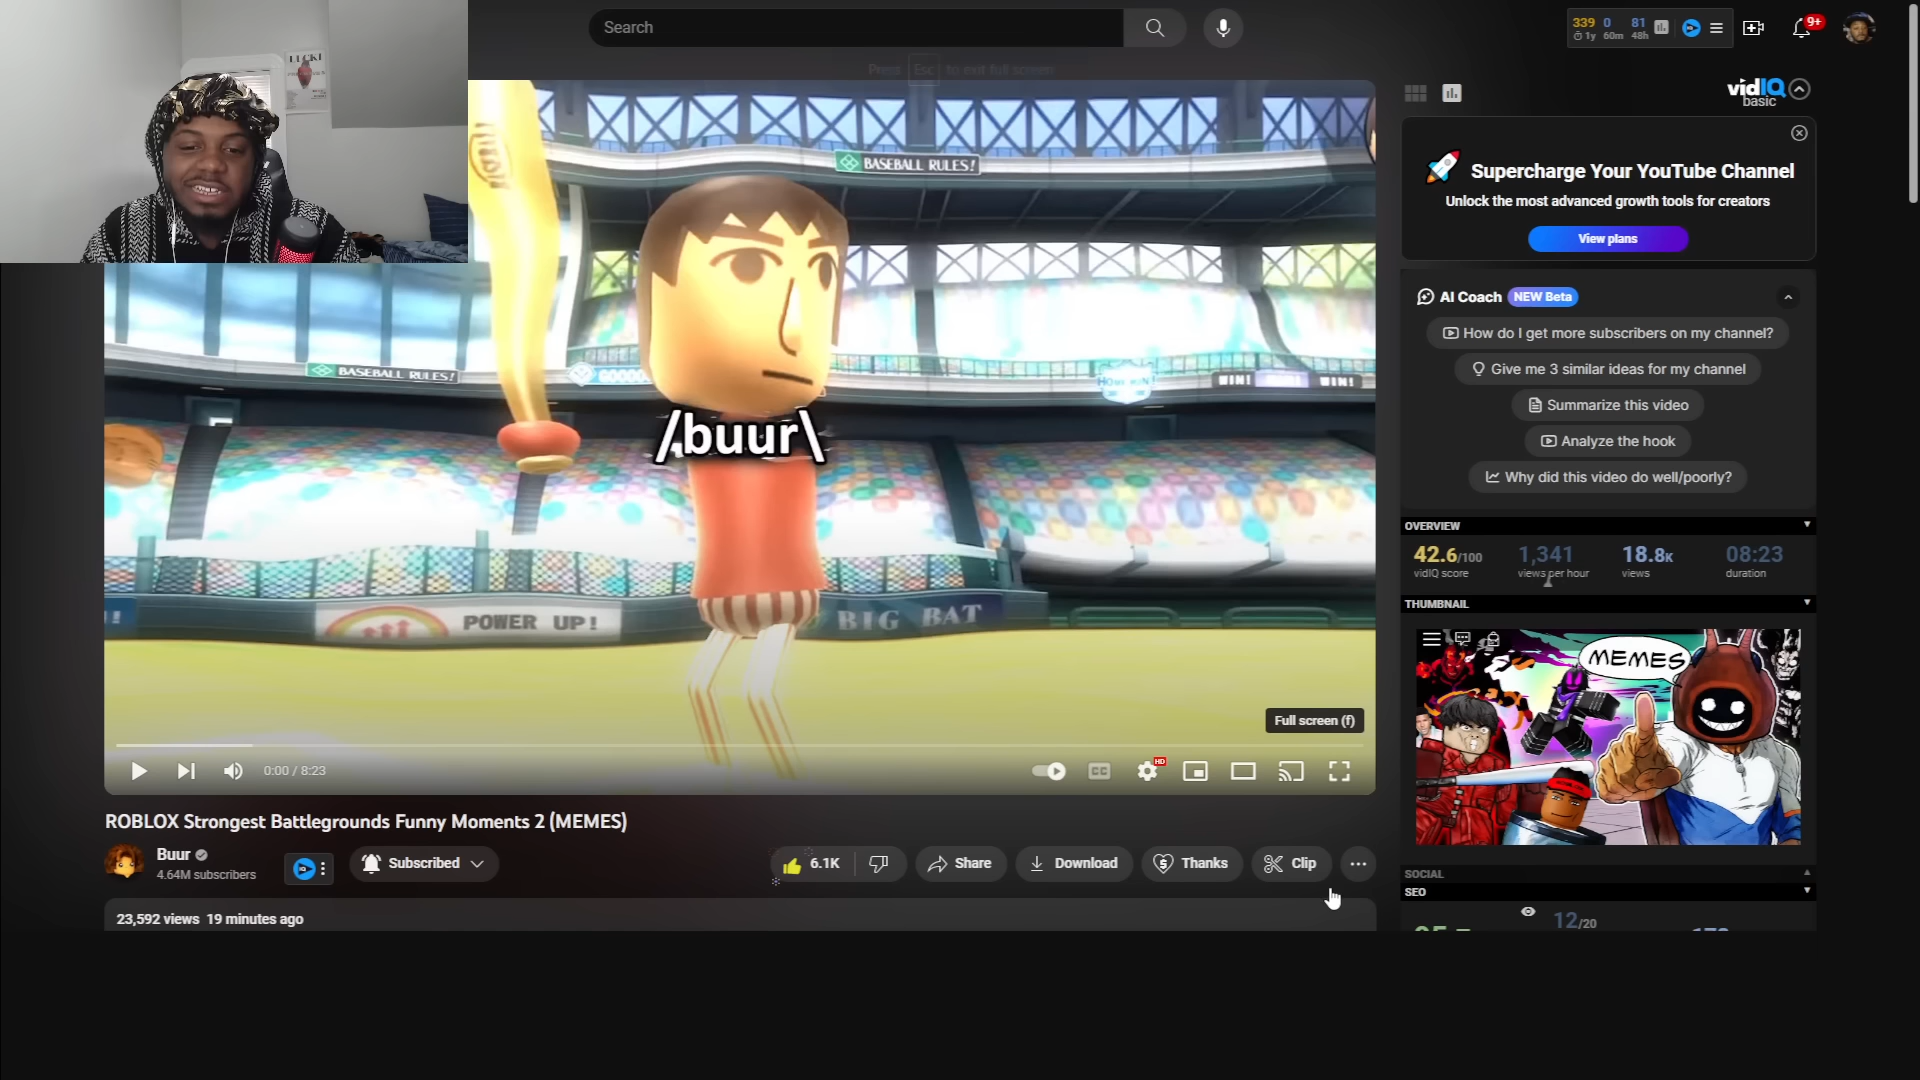 Search
339 0 81
1y 60m 48h
9+
Press Esc to exit full screen
LUCKI
vidIQ
basic
Supercharge Your YouTube Channel
Unlock the most advanced growth tools for creators
View plans
BASEBALL RULES!
BASEBALL RULES!
WIN! WIN!
/buur\
POWER UP!
BIG BAT
AI Coach NEW Beta
How do I get more subscribers on my channel?
Give me 3 similar ideas for my channel
Summarize this video
Analyze the hook
Why did this video do well/poorly?
OVERVIEW
42.6/100 1,341 18.8K 08:23
vidIQ score views per hour views duration
THUMBNAIL
MEMES
Full screen (f)
0:00 / 8:23
CC
HD
ROBLOX Strongest Battlegrounds Funny Moments 2 (MEMES)
Buur
4.64M subscribers
Subscribed
6.1K
Share
Download
Thanks
Clip
23,592 views 19 minutes ago
SOCIAL
SEO
12/20